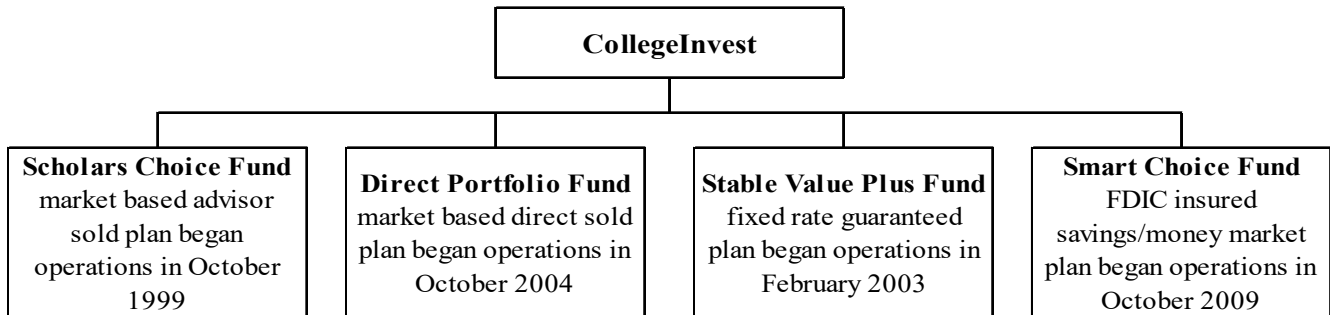 CollegeInvest
Scholars Choice Fund
market based advisor
sold plan began
operations in October
1999
Direct Portfolio Fund
market based direct sold
plan began operations in
October 2004
Stable Value Plus Fund
fixed rate guaranteed
plan began operations in
February 2003
Smart Choice Fund
FDIC insured
savings/money market
plan began operations in
October 2009